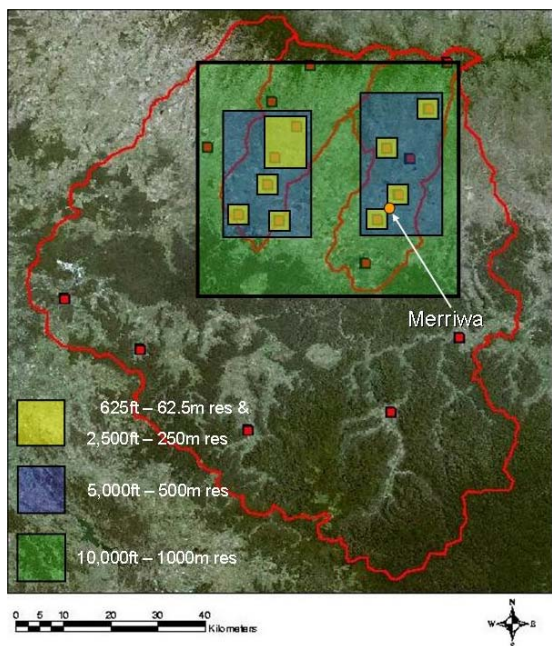 Merriwa
625ft – 62.5m res &
2,500ft – 250m res
5,000ft – 500m res
10,000ft – 1000m res
0 5 10 20 30 40
Kilometers
N
W E
S